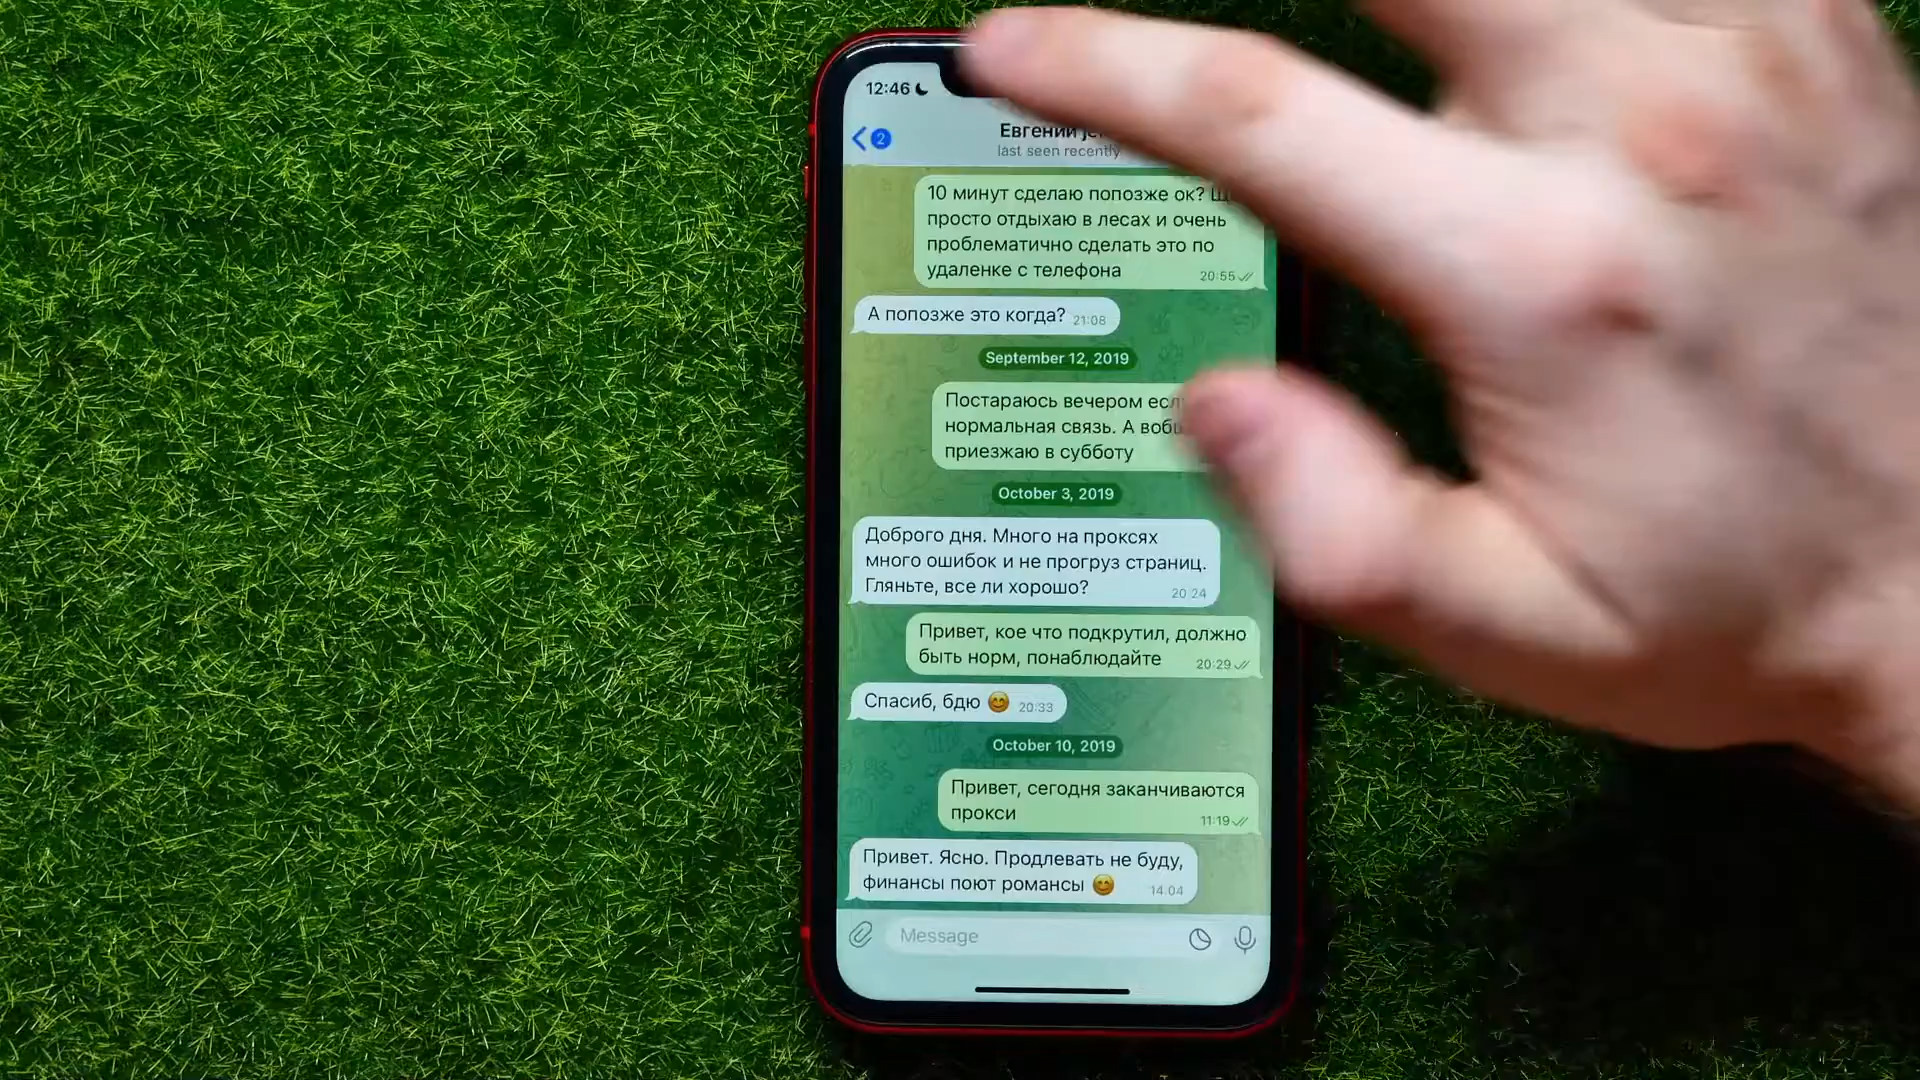 12:46
2
Евгений
last seen recently
10 минут сделаю попозже ок?
просто отдыхаю в лесах и очень
проблематично сделать это по
удаленке с телефона
20:55
А попозже это когда? 21:08
September 12, 2019
Постараюсь вечером
нормальная связь. А
приезжаю в субботу
October 3, 2019
Доброго дня. Много на проксях
много ошибок и не прогруз страниц.
Гляньте, все ли хорошо?
20:24
Привет, кое что подкрутил, должно
быть норм, понаблюдайте
20:29
Спасиб, бдю 😊 20:33
October 10, 2019
Привет, сегодня заканчиваются
прокси
11:19
Привет. Ясно. Продлевать не буду,
финансы поют романсы 😊 14:04
Message